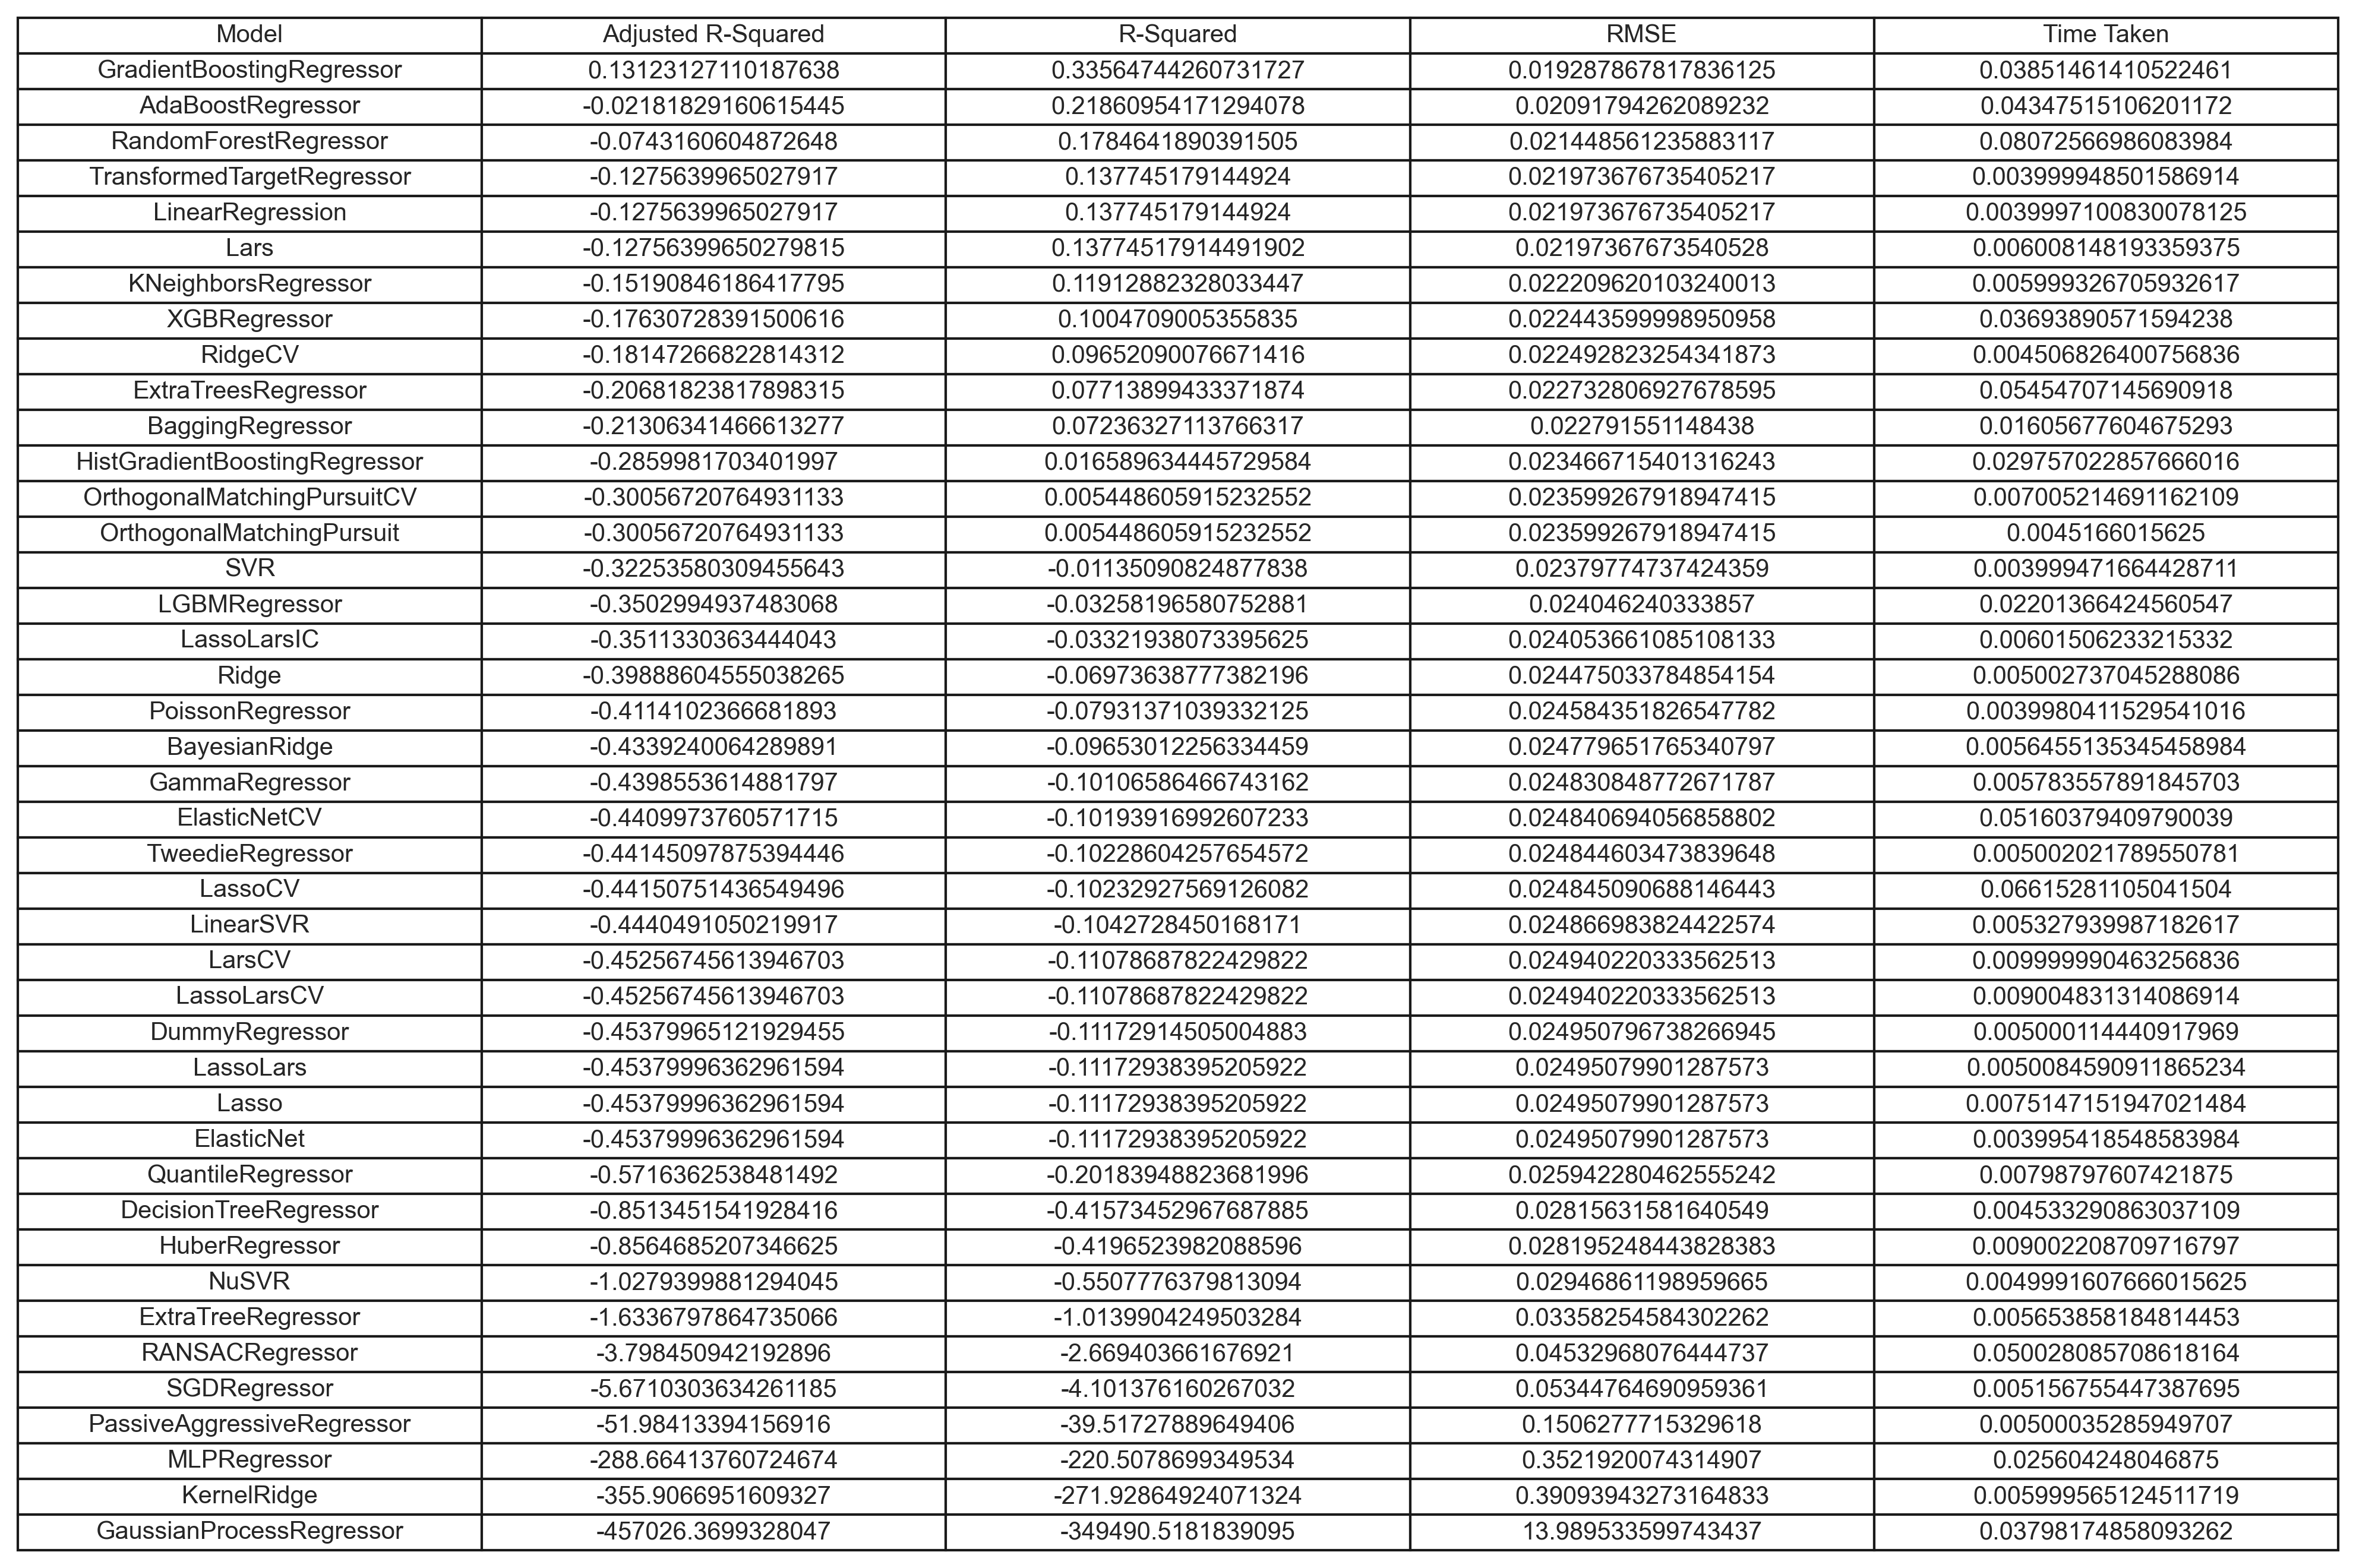 Model Adjusted R-Squared R-Squared RMSE Time Taken
GradientBoostingRegressor 0.13123127110187638 0.33564744260731727 0.019287867817836125 0.03851461410522461
AdaBoostRegressor -0.02181829160615445 0.21860954171294078 0.02091794262089232 0.04347515106201172
RandomForestRegressor -0.0743160604872648 0.1784641890391505 0.021448561235883117 0.08072566986083984
TransformedTargetRegressor -0.1275639965027917 0.137745179144924 0.021973676735405217 0.003999948501586914
LinearRegression -0.1275639965027917 0.137745179144924 0.021973676735405217 0.0039997100830078125
Lars -0.12756399650279815 0.13774517914491902 0.02197367673540528 0.006008148193359375
KNeighborsRegressor -0.15190846186417795 0.11912882328033447 0.022209620103240013 0.005999326705932617
XGBRegressor -0.17630728391500616 0.1004709005355835 0.022443599998950958 0.03693890571594238
RidgeCV -0.18147266822814312 0.09652090076671416 0.022492823254341873 0.004506826400756836
ExtraTreesRegressor -0.20681823817898315 0.07713899433371874 0.022732806927678595 0.05454707145690918
BaggingRegressor -0.21306341466613277 0.07236327113766317 0.022791551148438 0.01605677604675293
HistGradientBoostingRegressor -0.2859981703401997 0.016589634445729584 0.023466715401316243 0.029757022857666016
OrthogonalMatchingPursuitCV -0.30056720764931133 0.005448605915232552 0.023599267918947415 0.007005214691162109
OrthogonalMatchingPursuit -0.30056720764931133 0.005448605915232552 0.023599267918947415 0.0045166015625
SVR -0.32253580309455643 -0.01135090824877838 0.02379774737424359 0.003999471664428711
LGBMRegressor -0.3502994937483068 -0.03258196580752881 0.024046240333857 0.02201366424560547
LassoLarsIC -0.3511330363444043 -0.03321938073395625 0.024053661085108133 0.00601506233215332
Ridge -0.39888604555038265 -0.06973638777382196 0.024475033784854154 0.005002737045288086
PoissonRegressor -0.4114102366681893 -0.07931371039332125 0.024584351826547782 0.0039980411529541016
BayesianRidge -0.4339240064289891 -0.09653012256334459 0.024779651765340797 0.0056455135345458984
GammaRegressor -0.4398553614881797 -0.10106586466743162 0.024830848772671787 0.005783557891845703
ElasticNetCV -0.4409973760571715 -0.10193916992607233 0.024840694056858802 0.05160379409790039
TweedieRegressor -0.44145097875394446 -0.10228604257654572 0.024844603473839648 0.005002021789550781
LassoCV -0.44150751436549496 -0.10232927569126082 0.024845090688146443 0.06615281105041504
LinearSVR -0.4440491050219917 -0.1042728450168171 0.024866983824422574 0.005327939987182617
LarsCV -0.45256745613946703 -0.11078687822429822 0.024940220333562513 0.009999990463256836
LassoLarsCV -0.45256745613946703 -0.11078687822429822 0.024940220333562513 0.009004831314086914
DummyRegressor -0.45379965121929455 -0.11172914505004883 0.024950796738266945 0.005000114440917969
LassoLars -0.45379996362961594 -0.11172938395205922 0.02495079901287573 0.0050084590911865234
Lasso -0.45379996362961594 -0.11172938395205922 0.02495079901287573 0.0075147151947021484
ElasticNet -0.45379996362961594 -0.11172938395205922 0.02495079901287573 0.003995418548583984
QuantileRegressor -0.5716362538481492 -0.20183948823681996 0.025942280462555242 0.00798797607421875
DecisionTreeRegressor -0.8513451541928416 -0.41573452967687885 0.02815631581640549 0.004533290863037109
HuberRegressor -0.8564685207346625 -0.4196523982088596 0.028195248443828383 0.009002208709716797
NuSVR -1.0279399881294045 -0.5507776379813094 0.02946861198959665 0.0049991607666015625
ExtraTreeRegressor -1.6336797864735066 -1.0139904249503284 0.03358254584302262 0.005653858184814453
RANSACRegressor -3.798450942192896 -2.669403661676921 0.04532968076444737 0.050028085708618164
SGDRegressor -5.6710303634261185 -4.101376160267032 0.05344764690959361 0.005156755447387695
PassiveAggressiveRegressor -51.98413394156916 -39.51727889649406 0.1506277715329618 0.00500035285949707
MLPRegressor -288.66413760724674 -220.5078699349534 0.3521920074314907 0.025604248046875
KernelRidge -355.9066951609327 -271.92864924071324 0.39093943273164833 0.005999565124511719
GaussianProcessRegressor -457026.3699328047 -349490.5181839095 13.989533599743437 0.03798174858093262